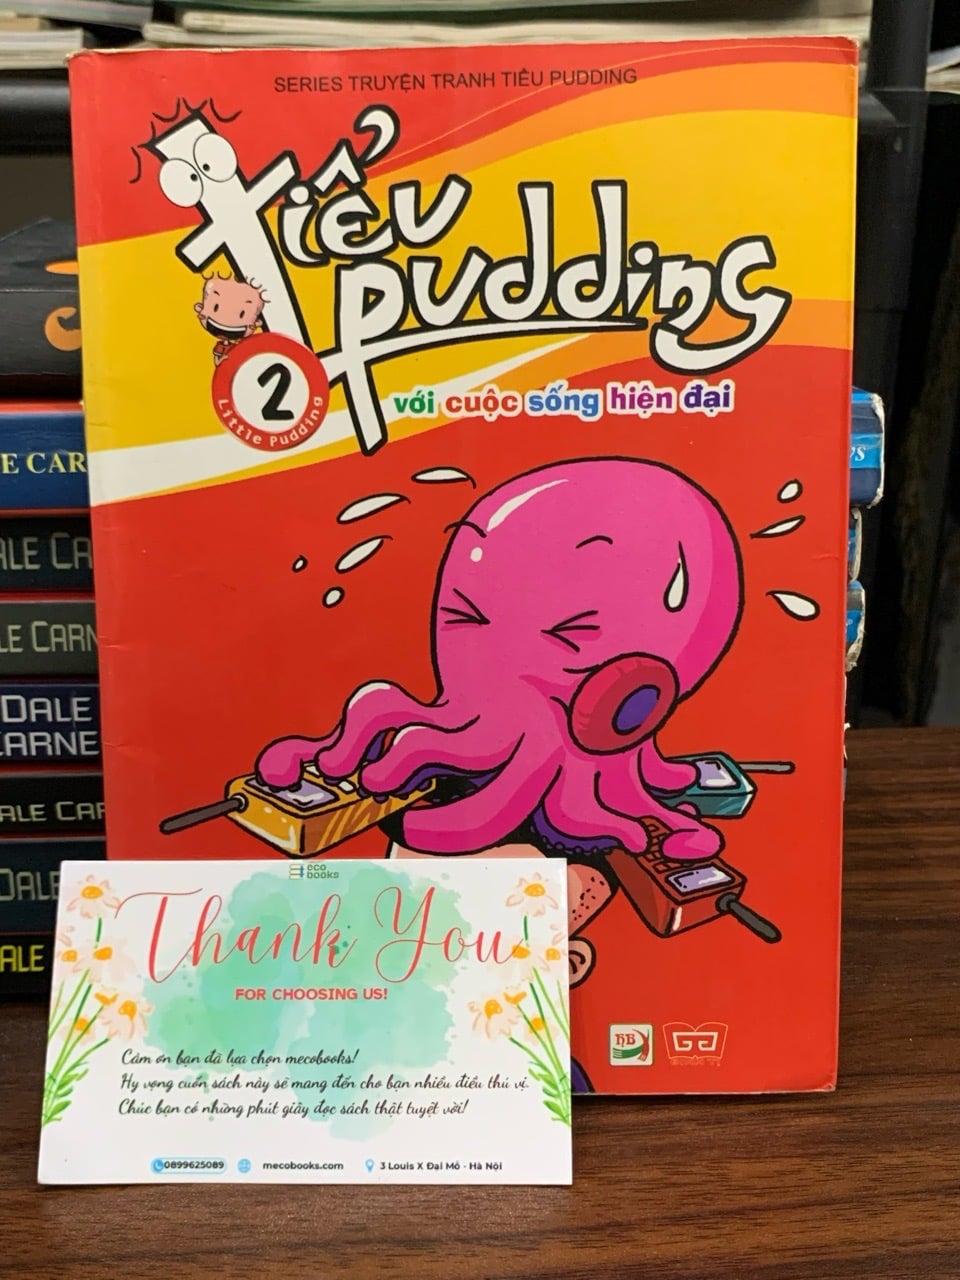 SERIES TRUYỆN TRANH TIỂU PUDDING
Tiểu
Pudding
2
Little Pudding
với cuộc sống hiện đại
E CAR
ALE CA
LE CARN
DALE
CARNE
ALE CAR
DALE
ALE
eco
books
Thank You
FOR CHOOSING US!
Cảm ơn bạn đã lựa chọn mecobooks!
Hy vọng cuốn sách này sẽ mang đến cho bạn nhiều điều thú vị.
Chúc bạn có những phút giây đọc sách thật tuyệt vời!
0899625089 mecobooks.com 3 Louis X Đại Mỗ - Hà Nội
HB